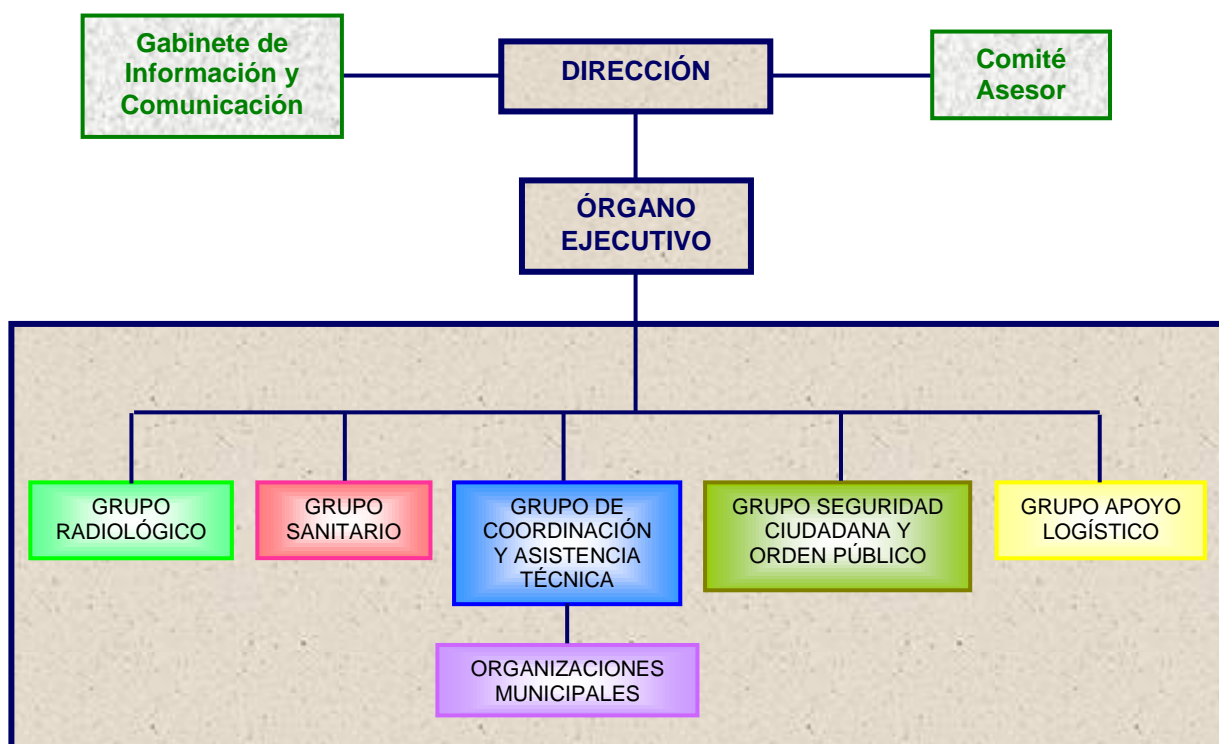 Gabinete de
Información y
Comunicación
DIRECCIÓN
Comité
Asesor
ÓRGANO
EJECUTIVO
GRUPO
RADIOLÓGICO
GRUPO
SANITARIO
GRUPO DE
COORDINACIÓN
Y ASISTENCIA
TÉCNICA
GRUPO SEGURIDAD
CIUDADANA Y
ORDEN PÚBLICO
GRUPO APOYO
LOGÍSTICO
ORGANIZACIONES
MUNICIPALES